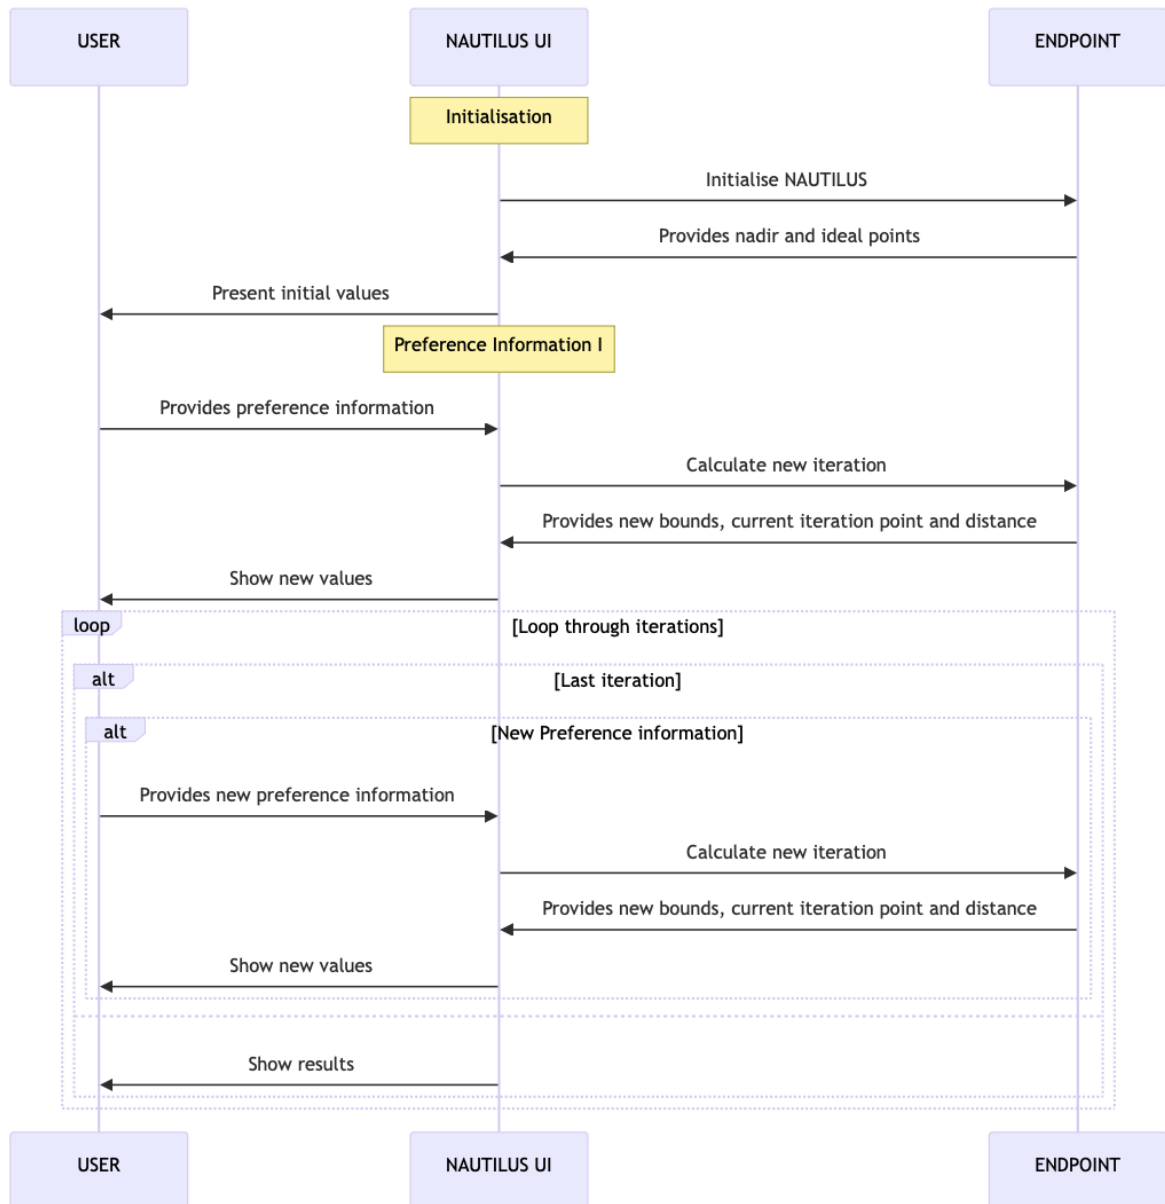 USER
NAUTILUS UI
ENDPOINT
Initialisation
Initialise NAUTILUS
Provides nadir and ideal points
Present initial values
Preference Information I
Provides preference information
Calculate new iteration
Provides new bounds, current iteration point and distance
Show new values
loop
[Loop through iterations]
alt
[Last iteration]
alt
[New Preference information]
Provides new preference information
Calculate new iteration
Provides new bounds, current iteration point and distance
Show new values
Show results
USER
NAUTILUS UI
ENDPOINT